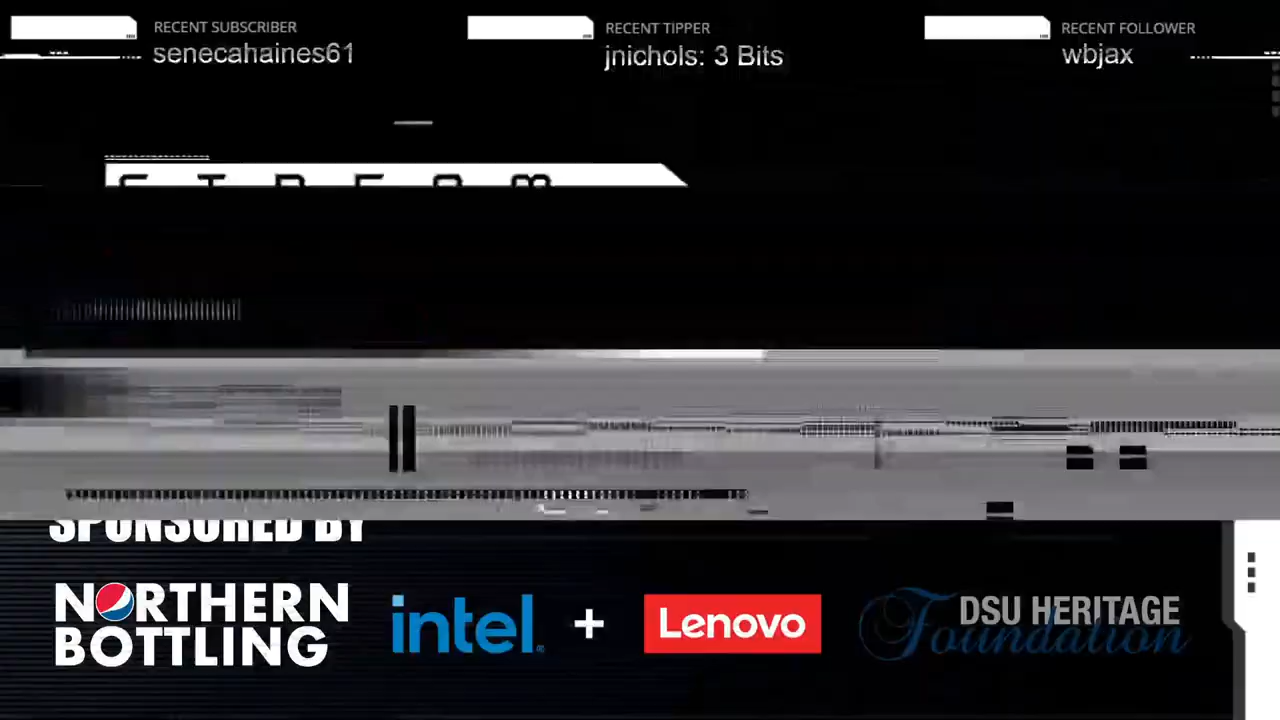 RECENT SUBSCRIBER
senecahaines61
RECENT TIPPER
jnichols: 3 Bits
RECENT FOLLOWER
wbjax
STREAM
SPONSORED BY
NORTHERN
BOTTLING
intel
+
Lenovo
DSU HERITAGE
Foundation